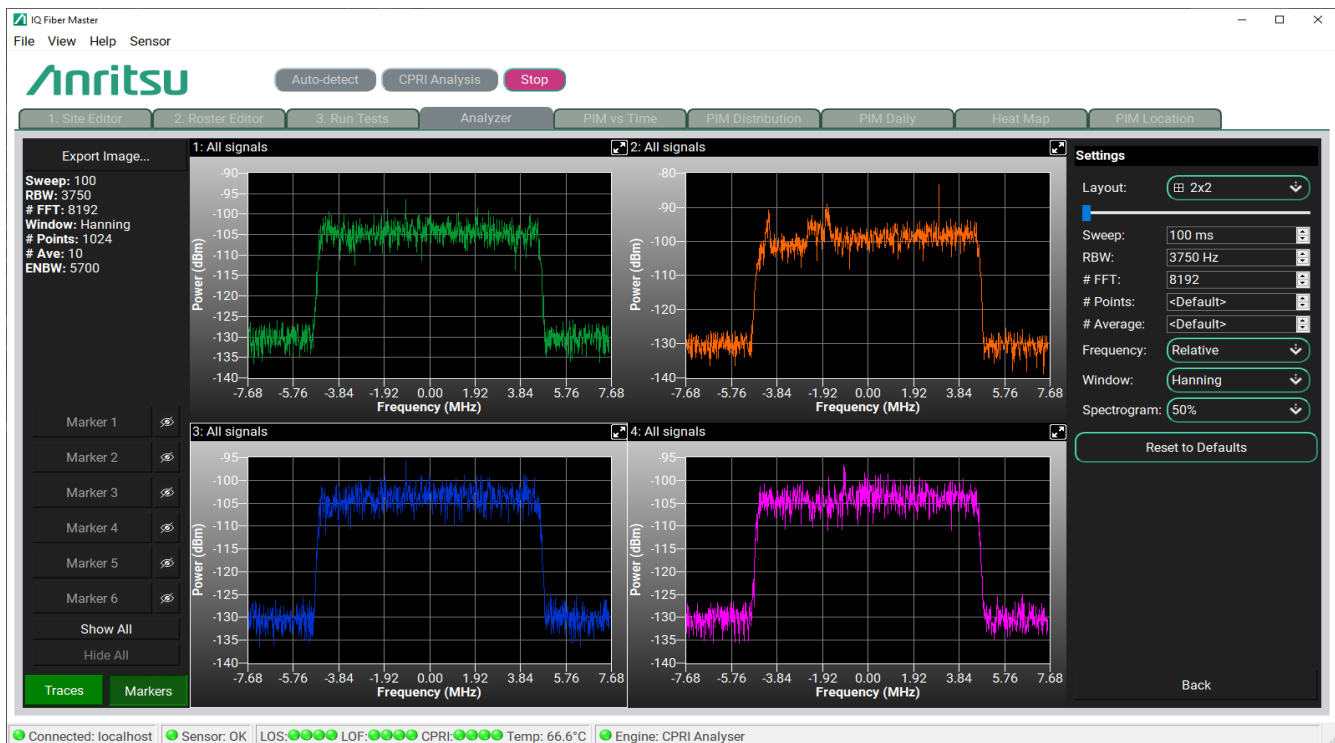 IQ Fiber Master
File View Help Sensor
Anritsu
Auto-detect CPRI Analysis Stop
1. Site Editor 2. Roster Editor 3. Run Tests Analyzer PIM vs Time PIM Distribution PIM Daily Heat Map PIM Location
Export Image...
Sweep: 100
RBW: 3750
# FFT: 8192
Window: Hanning
# Points: 1024
# Ave: 10
ENBW: 5700
Marker 1
Marker 2
Marker 3
Marker 4
Marker 5
Marker 6
Show All
Hide All
Traces Markers
1: All signals
Power (dBm)
-90
-95
-100
-105
-110
-115
-120
-125
-130
-135
-140
-7.68 -5.76 -3.84 -1.92 0.00 1.92 3.84 5.76 7.68
Frequency (MHz)
2: All signals
Power (dBm)
-80
-90
-100
-110
-120
-130
-140
-7.68 -5.76 -3.84 -1.92 0.00 1.92 3.84 5.76 7.68
Frequency (MHz)
3: All signals
Power (dBm)
-95
-100
-105
-110
-115
-120
-125
-130
-135
-140
-7.68 -5.76 -3.84 -1.92 0.00 1.92 3.84 5.76 7.68
Frequency (MHz)
4: All signals
Power (dBm)
-95
-100
-105
-110
-115
-120
-125
-130
-135
-140
-7.68 -5.76 -3.84 -1.92 0.00 1.92 3.84 5.76 7.68
Frequency (MHz)
Settings
Layout: 2x2
Sweep: 100 ms
RBW: 3750 Hz
# FFT: 8192
# Points: <Default>
# Average: <Default>
Frequency: Relative
Window: Hanning
Spectrogram: 50%
Reset to Defaults
Back
Connected: localhost Sensor: OK LOS: LOF: CPRI: Temp: 66.6°C Engine: CPRI Analyser